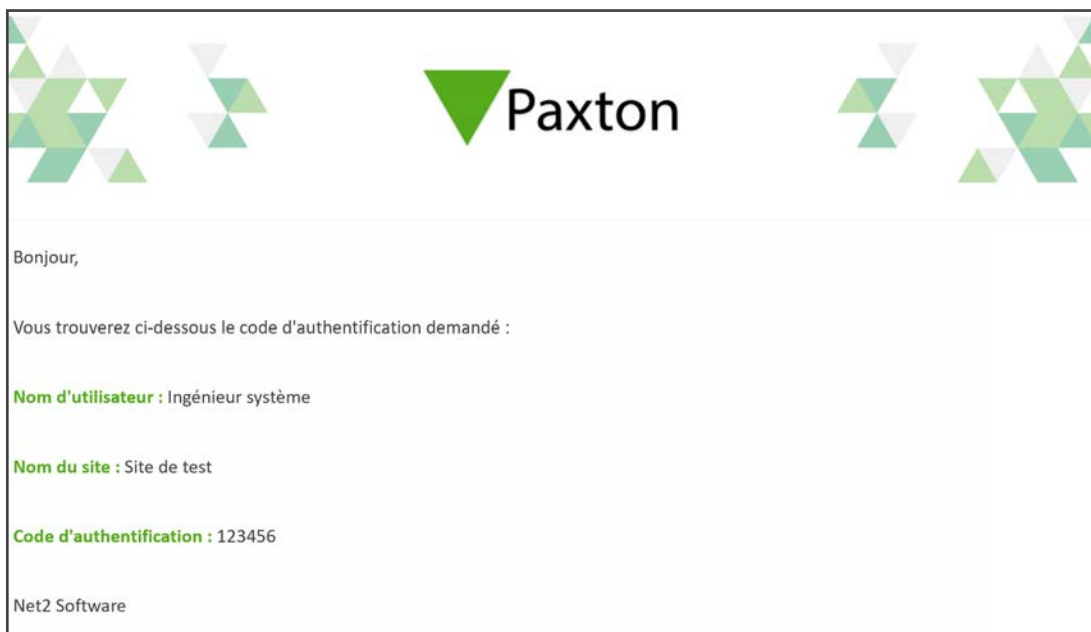 Paxton
Bonjour,
Vous trouverez ci-dessous le code d'authentification demandé :
Nom d'utilisateur : Ingénieur système
Nom du site : Site de test
Code d'authentification : 123456
Net2 Software